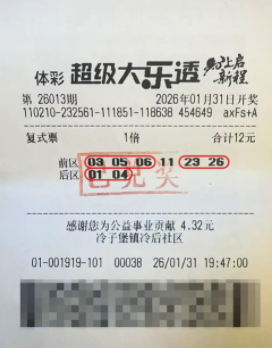 体彩 超级大乐透 马上启新程
第 26013期 2026年01月31日开奖
110210-232561-111851-118638 454649 axFs+A
复式票 1倍 合计12元
前区 03 05 06 11 23 26
后区 01 04
已兑奖
感谢您为公益事业贡献 4.32元
冷子堡镇冷后社区
01-001919-101 00038 26/01/31 19:47:00